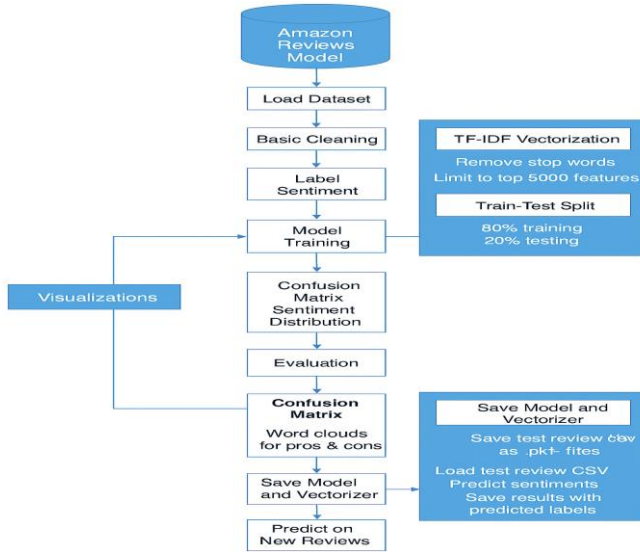 Amazon
Reviews
Model
Load Dataset
Basic Cleaning
Label
Sentiment
Model
Training
TF-IDF Vectorization
Remove stop words
Limit to top 5000 features
Train-Test Split
80% training
20% testing
Visualizations
Confusion
Matrix
Sentiment
Distribution
Evaluation
Confusion
Matrix
Word clouds
for pros & cons
Save Model
and Vectorizer
Predict on
New Reviews
Save Model and
Vectorizer
Save test review
as
Load test review CSV
Predict sentiments
Save results with
predicted labels